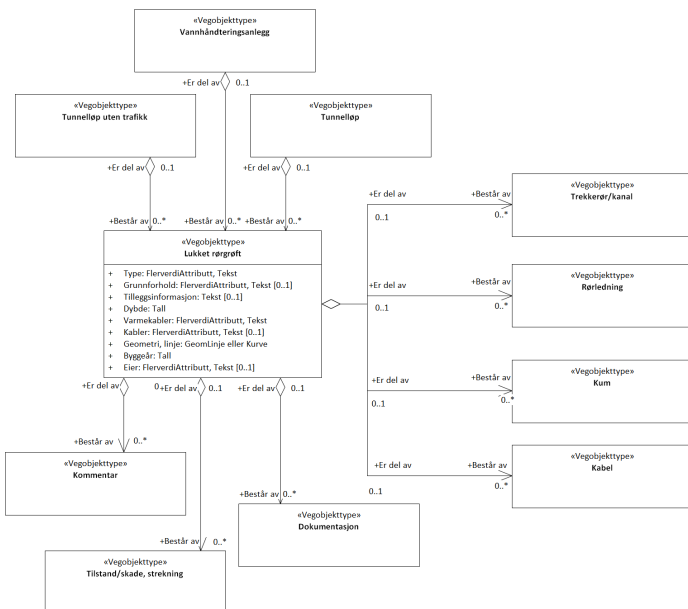 «Vegobjekttype»
Vannhåndteringsanlegg
+Er del av 0..1
«Vegobjekttype»
Tunnelløp uten trafikk
«Vegobjekttype»
Tunnelløp
+Er del av 0..1
+Er del av 0..1
+Består av 0..*
+Består av 0..*
+Består av 0..*
«Vegobjekttype»
Lukket rørgrøft
+ Type: FlerverdiAttributt, Tekst
+ Grunnforhold: FlerverdiAttributt, Tekst [0..1]
+ Tilleggsinformasjon: Tekst [0..1]
+ Dybde: Tall
+ Varmekabler: FlerverdiAttributt, Tekst
+ Kabler: FlerverdiAttributt, Tekst [0..1]
+ Geometri, linje: GeomLinje eller Kurve
+ Byggeår: Tall
+ Eier: FlerverdiAttributt, Tekst [0..1]
+Er del av
0..1
+Består av
0..*
«Vegobjekttype»
Trekkerør/kanal
+Er del av
0..1
+Består av
0..*
«Vegobjekttype»
Rørledning
+Er del av
0..1
+Består av
0..*
«Vegobjekttype»
Kum
+Er del av
0..1
+Består av
0..*
«Vegobjekttype»
Kabel
+Er del av 0
+Er del av 0..1
+Er del av 0..1
+Består av 0..*
«Vegobjekttype»
Kommentar
+Består av 0..*
«Vegobjekttype»
Dokumentasjon
+Består av 0..*
«Vegobjekttype»
Tilstand/skade, strekning